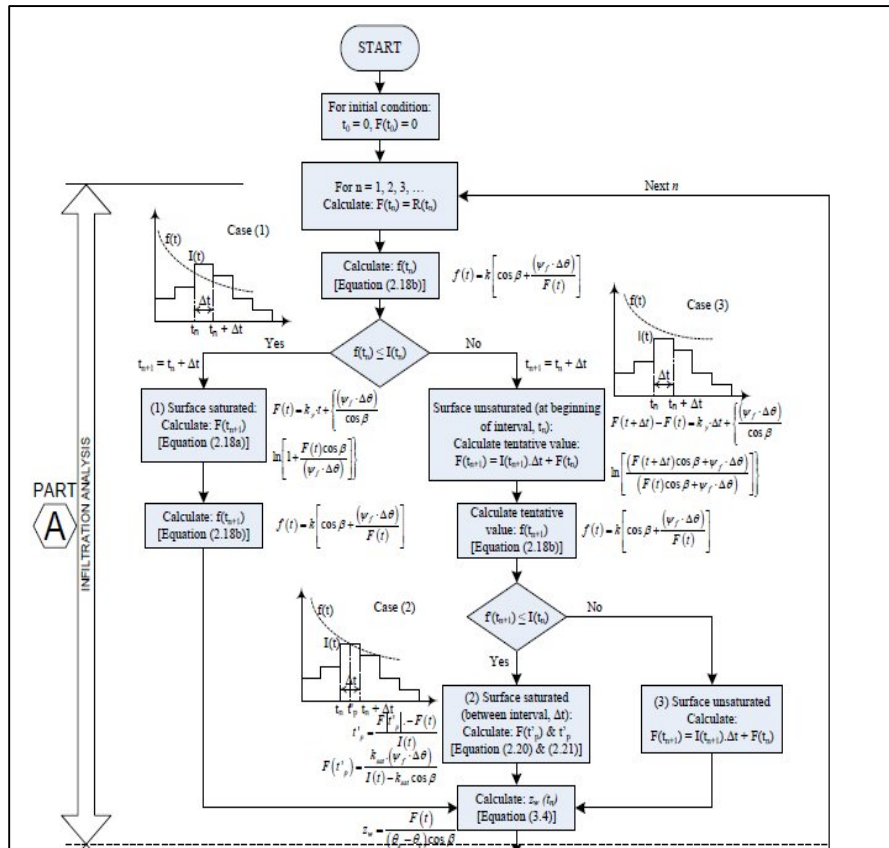 START
For initial condition:
t₀ = 0, F(t₀) = 0
For n = 1, 2, 3, …
Calculate: F(tₙ) = R(tₙ)
Next n
Case (1)
f(t)
I(t)
Δt
tₙ tₙ + Δt
Calculate: f(tₙ)
[Equation (2.18b)]
f(t) = k[cos β + (ψf · Δθ) / F(t)]
Case (3)
f(t)
I(t)
Δt
tₙ tₙ + Δt
f(tₙ) ≤ I(tₙ)
Yes
No
tₙ₊₁ = tₙ + Δt
tₙ₊₁ = tₙ + Δt
(1) Surface saturated:
Calculate: F(tₙ₊₁)
[Equation (2.18a)]
F(t) = k · t + {(ψf · Δθ) / cos β
ln[1 + F(t) cos β / (ψf · Δθ)]}
Surface unsaturated (at beginning
of interval, tₙ):
Calculate tentative value:
F(tₙ₊₁) = I(tₙ₊₁).Δt + F(tₙ)
F(t + Δt) − F(t) = k · Δt + {(ψf · Δθ) / cos β
ln[(F(t + Δt) cos β + ψf · Δθ) / (F(t) cos β + ψf · Δθ)]}
PART
A
INFILTRATION ANALYSIS
Calculate: f(tₙ₊₁)
[Equation (2.18b)]
f(t) = k[cos β + (ψf · Δθ) / F(t)]
Calculate tentative
value: f(tₙ₊₁)
[Equation (2.18b)]
f(t) = k[cos β + (ψf · Δθ) / F(t)]
Case (2)
f(t)
I(t)
Δt
tₙ t'ₚ tₙ + Δt
f'(tₙ₊₁) ≤ I(tₙ)
No
Yes
(2) Surface saturated
(between interval, Δt):
Calculate: F(t'ₚ) & t'ₚ
[Equation (2.20) & (2.21)]
t'ₚ = F|t'ₚ|.−F(t) / I(t)
F(t'ₚ) = kₛₐₜ.(ψf · Δθ) / I(t) − kₛₐₜ cos β
(3) Surface unsaturated
Calculate:
F(tₙ₊₁) = I(tₙ₊₁).Δt + F(tₙ)
Calculate: z_w (tₙ)
[Equation (3.4)]
z_w = F(t) / (θ − θ) cos β